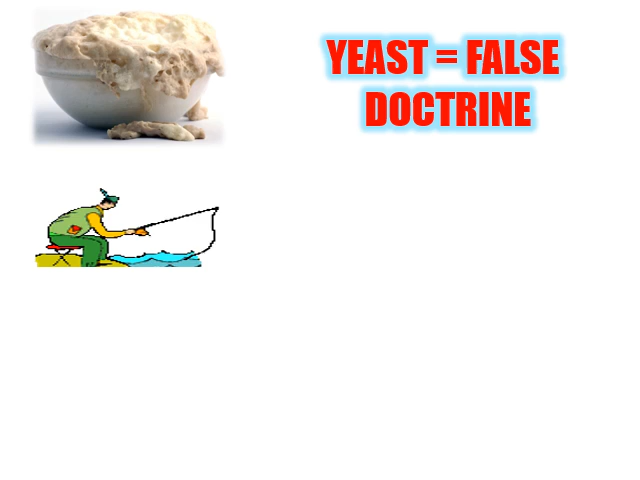 YEAST = FALSE
DOCTRINE